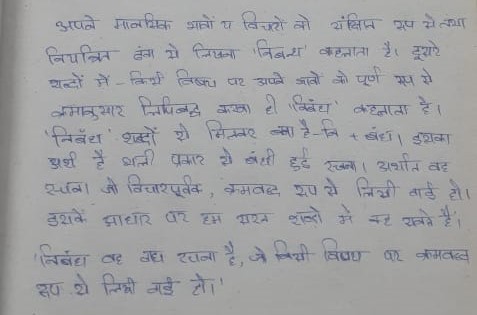 अपने मानसिक भावों व विचारों को संक्षिप्त रूप से तथा
नियन्त्रित ढंग से लिखना 'निबन्ध' कहलाता है। दूसरे
शब्दों में - किसी विषय पर अपने भावों को पूर्ण रूप से
क्रमानुसार लिपिबद्ध करना ही 'निबंध' कहलाता है।
'निबंध' शब्दों से मिलकर बना है - नि + बंध। इसका
अर्थ है भली प्रकार से बंधी हुई रचना। अर्थात वह
रचना जो विचारपूर्वक, क्रमबद्ध रूप से लिखी गई हो।
इसके आधार पर हम सरल शब्दों में कह सकते हैं।
'निबंध वह गद्य रचना है, जो किसी विषय पर क्रमबद्ध
रूप से लिखी गई हो।'